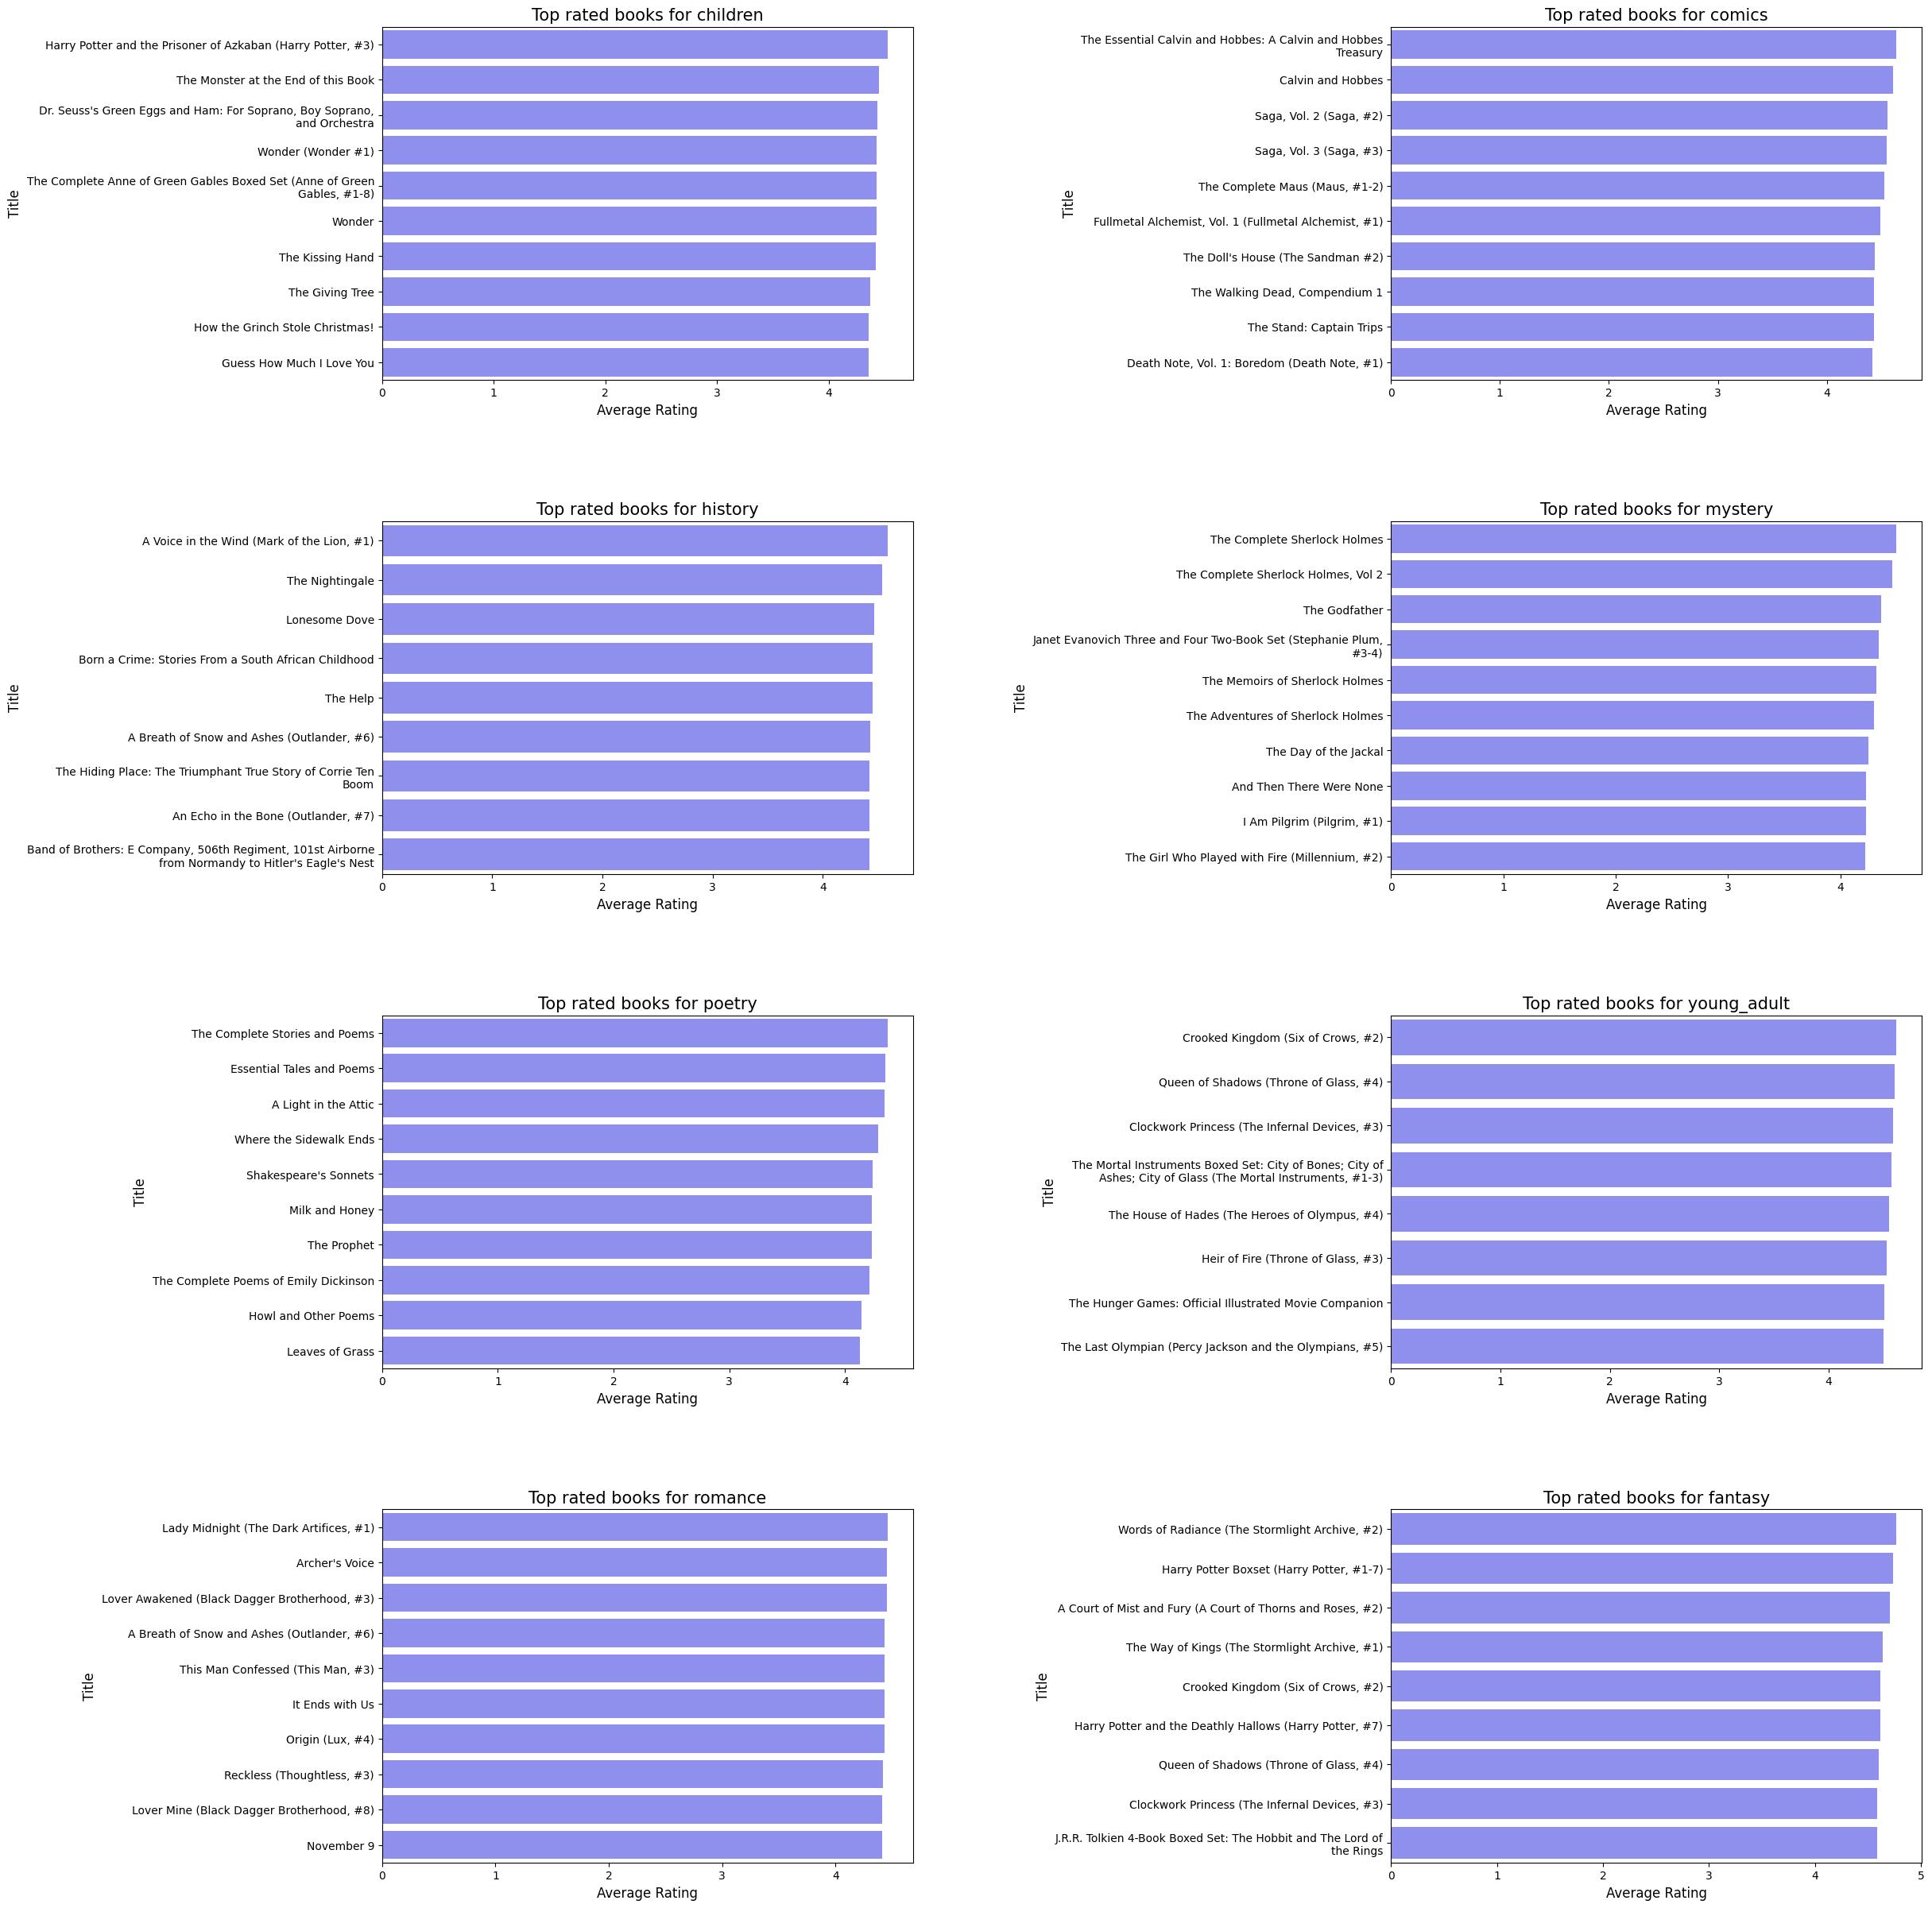 Top rated books for children
Title
Harry Potter and the Prisoner of Azkaban (Harry Potter, #3)
The Monster at the End of this Book
Dr. Seuss's Green Eggs and Ham: For Soprano, Boy Soprano,
and Orchestra
Wonder (Wonder #1)
The Complete Anne of Green Gables Boxed Set (Anne of Green
Gables, #1-8)
Wonder
The Kissing Hand
The Giving Tree
How the Grinch Stole Christmas!
Guess How Much I Love You
0 1 2 3 4
Average Rating
Top rated books for comics
Title
The Essential Calvin and Hobbes: A Calvin and Hobbes
Treasury
Calvin and Hobbes
Saga, Vol. 2 (Saga, #2)
Saga, Vol. 3 (Saga, #3)
The Complete Maus (Maus, #1-2)
Fullmetal Alchemist, Vol. 1 (Fullmetal Alchemist, #1)
The Doll's House (The Sandman #2)
The Walking Dead, Compendium 1
The Stand: Captain Trips
Death Note, Vol. 1: Boredom (Death Note, #1)
0 1 2 3 4
Average Rating
Top rated books for history
Title
A Voice in the Wind (Mark of the Lion, #1)
The Nightingale
Lonesome Dove
Born a Crime: Stories From a South African Childhood
The Help
A Breath of Snow and Ashes (Outlander, #6)
The Hiding Place: The Triumphant True Story of Corrie Ten
Boom
An Echo in the Bone (Outlander, #7)
Band of Brothers: E Company, 506th Regiment, 101st Airborne
from Normandy to Hitler's Eagle's Nest
0 1 2 3 4
Average Rating
Top rated books for mystery
Title
The Complete Sherlock Holmes
The Complete Sherlock Holmes, Vol 2
The Godfather
Janet Evanovich Three and Four Two-Book Set (Stephanie Plum,
#3-4)
The Memoirs of Sherlock Holmes
The Adventures of Sherlock Holmes
The Day of the Jackal
And Then There Were None
I Am Pilgrim (Pilgrim, #1)
The Girl Who Played with Fire (Millennium, #2)
0 1 2 3 4
Average Rating
Top rated books for poetry
Title
The Complete Stories and Poems
Essential Tales and Poems
A Light in the Attic
Where the Sidewalk Ends
Shakespeare's Sonnets
Milk and Honey
The Prophet
The Complete Poems of Emily Dickinson
Howl and Other Poems
Leaves of Grass
0 1 2 3 4
Average Rating
Top rated books for young_adult
Title
Crooked Kingdom (Six of Crows, #2)
Queen of Shadows (Throne of Glass, #4)
Clockwork Princess (The Infernal Devices, #3)
The Mortal Instruments Boxed Set: City of Bones; City of
Ashes; City of Glass (The Mortal Instruments, #1-3)
The House of Hades (The Heroes of Olympus, #4)
Heir of Fire (Throne of Glass, #3)
The Hunger Games: Official Illustrated Movie Companion
The Last Olympian (Percy Jackson and the Olympians, #5)
0 1 2 3 4
Average Rating
Top rated books for romance
Title
Lady Midnight (The Dark Artifices, #1)
Archer's Voice
Lover Awakened (Black Dagger Brotherhood, #3)
A Breath of Snow and Ashes (Outlander, #6)
This Man Confessed (This Man, #3)
It Ends with Us
Origin (Lux, #4)
Reckless (Thoughtless, #3)
Lover Mine (Black Dagger Brotherhood, #8)
November 9
0 1 2 3 4
Average Rating
Top rated books for fantasy
Title
Words of Radiance (The Stormlight Archive, #2)
Harry Potter Boxset (Harry Potter, #1-7)
A Court of Mist and Fury (A Court of Thorns and Roses, #2)
The Way of Kings (The Stormlight Archive, #1)
Crooked Kingdom (Six of Crows, #2)
Harry Potter and the Deathly Hallows (Harry Potter, #7)
Queen of Shadows (Throne of Glass, #4)
Clockwork Princess (The Infernal Devices, #3)
J.R.R. Tolkien 4-Book Boxed Set: The Hobbit and The Lord of
the Rings
0 1 2 3 4 5
Average Rating